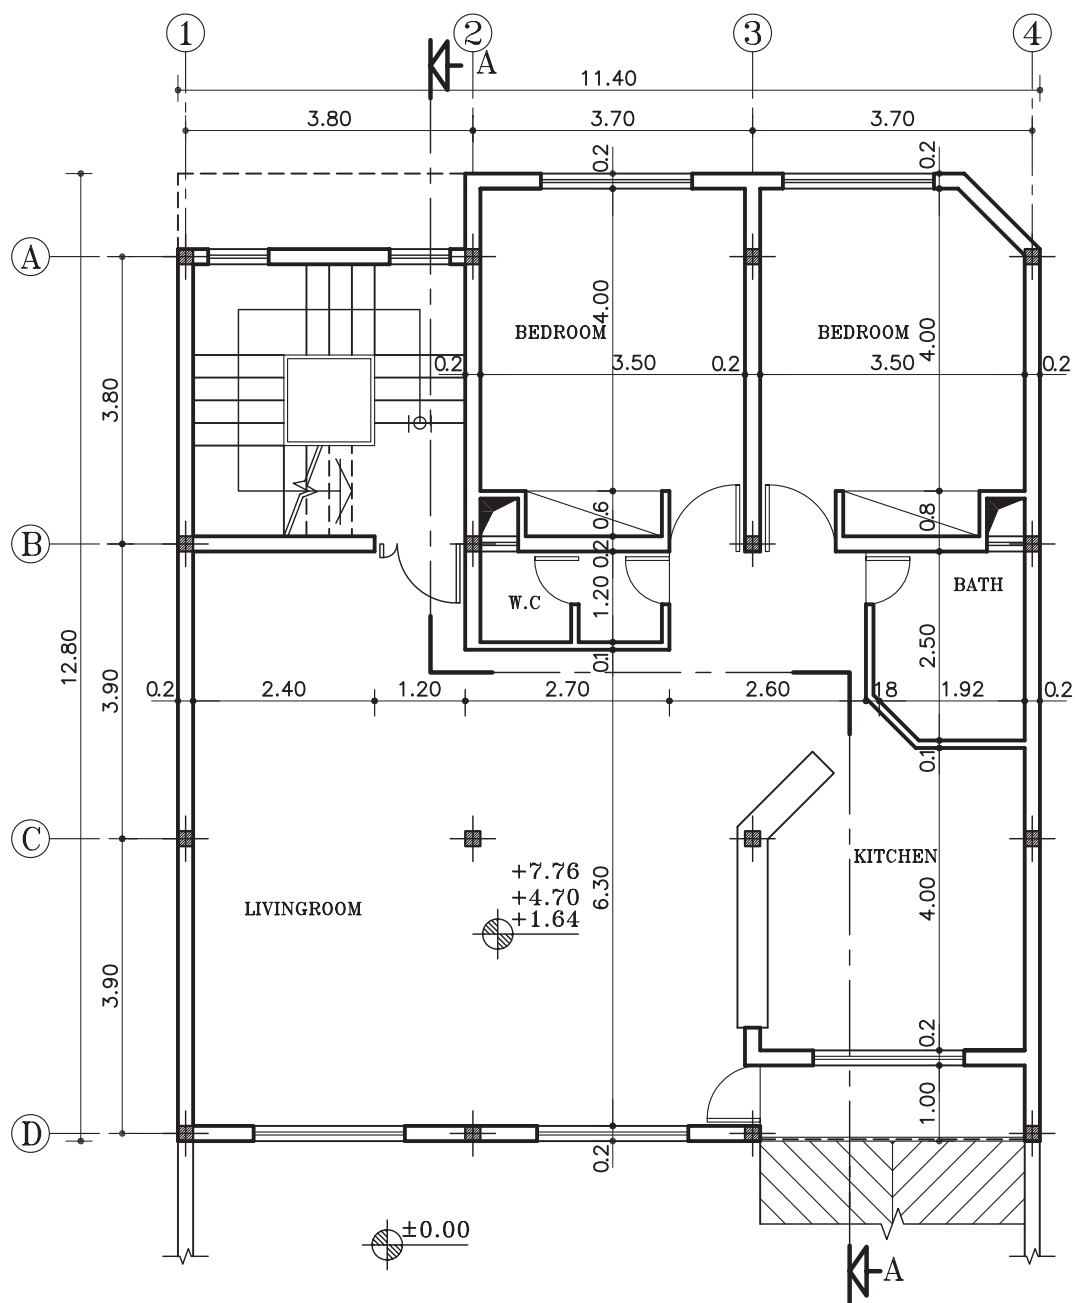 1 2 3 4
A
11.40
3.80 3.70 3.70
0.2 0.2
A
4.00 4.00
BEDROOM BEDROOM
0.2 3.50 0.2 3.50 0.2
3.80
12.80
0.6 0.8
B
0.2
1.20
W.C BATH
2.50
0.1
3.90
0.2 2.40 1.20 2.70 2.60 18 1.92 0.2
0.1
C
KITCHEN
+7.76
+4.70
+1.64
6.30 4.00
LIVINGROOM
3.90
0.2
1.00
D
0.2
±0.00
A